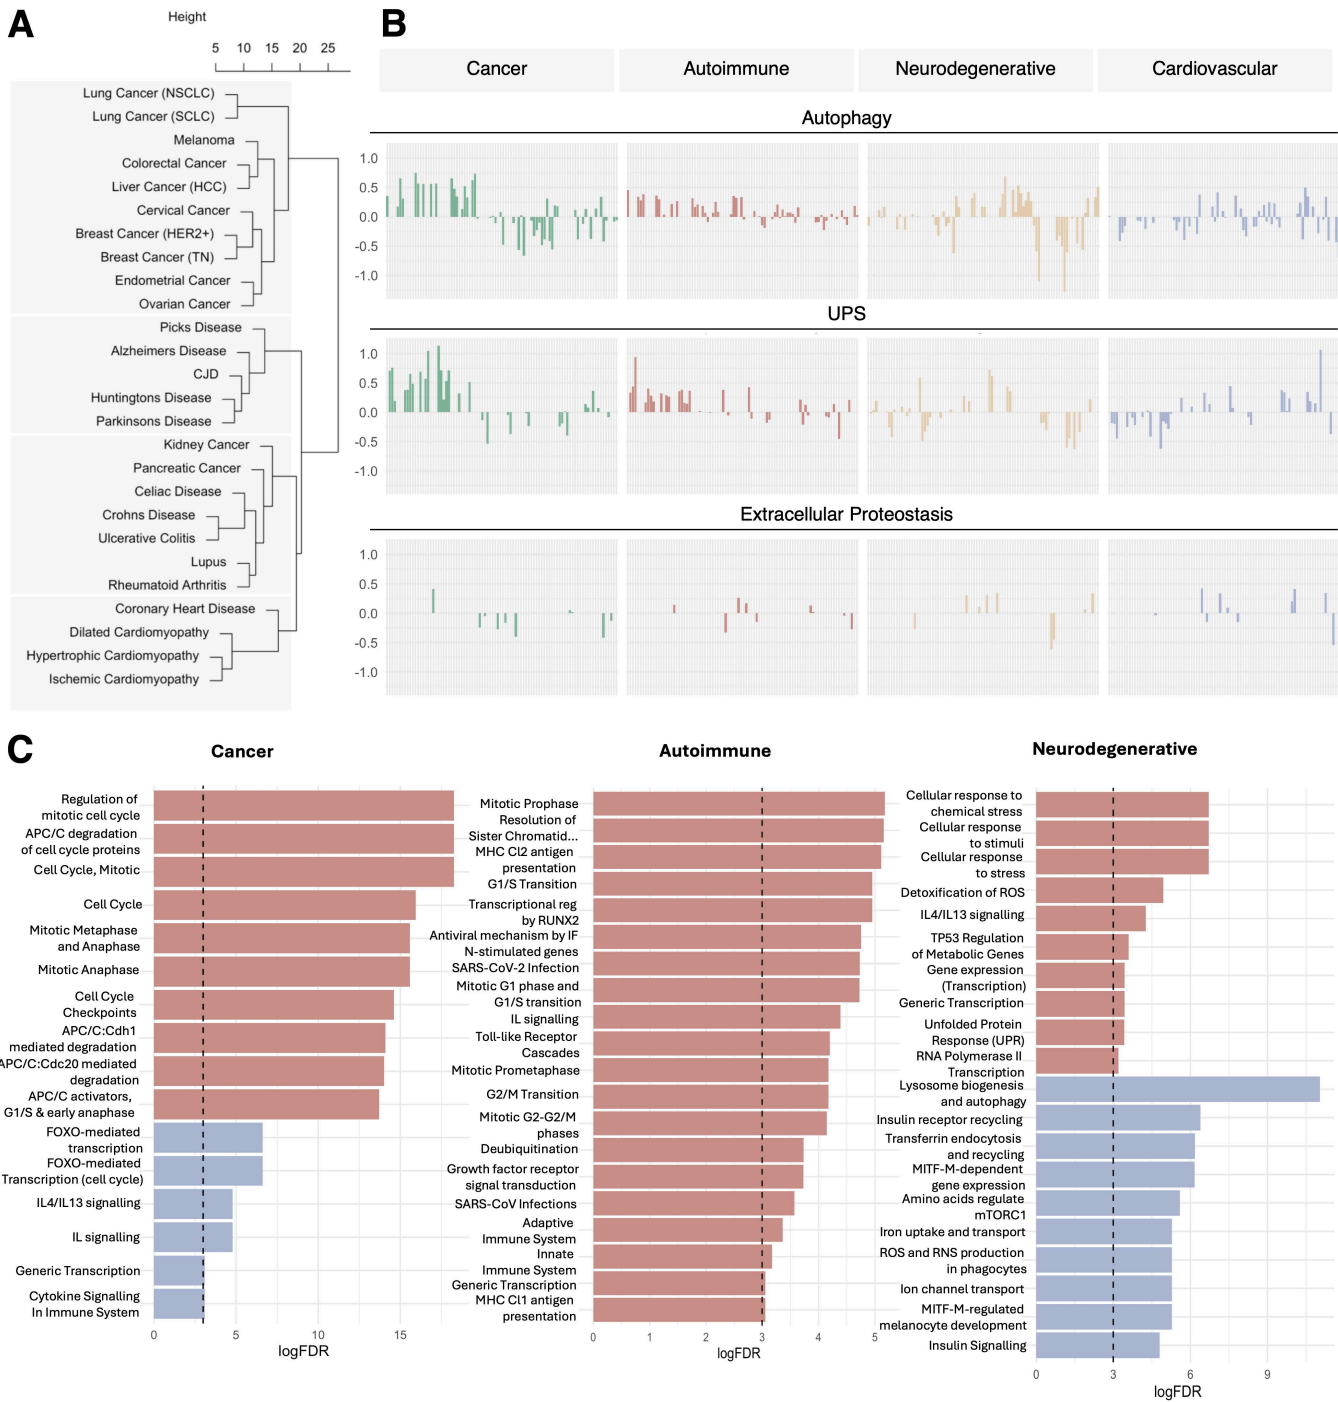 A
Height
5 10 15 20 25
Lung Cancer (NSCLC)
Lung Cancer (SCLC)
Melanoma
Colorectal Cancer
Liver Cancer (HCC)
Cervical Cancer
Breast Cancer (HER2+)
Breast Cancer (TN)
Endometrial Cancer
Ovarian Cancer
Picks Disease
Alzheimers Disease
CJD
Huntingtons Disease
Parkinsons Disease
Kidney Cancer
Pancreatic Cancer
Celiac Disease
Crohns Disease
Ulcerative Colitis
Lupus
Rheumatoid Arthritis
Coronary Heart Disease
Dilated Cardiomyopathy
Hypertrophic Cardiomyopathy
Ischemic Cardiomyopathy
B
Cancer Autoimmune Neurodegenerative Cardiovascular
Autophagy
1.0
0.5
0.0
-0.5
-1.0
UPS
1.0
0.5
0.0
-0.5
-1.0
Extracellular Proteostasis
1.0
0.5
0.0
-0.5
-1.0
C
Cancer
Regulation of
mitotic cell cycle
APC/C degradation
of cell cycle proteins
Cell Cycle, Mitotic
Cell Cycle
Mitotic Metaphase
and Anaphase
Mitotic Anaphase
Cell Cycle
Checkpoints
APC/C:Cdh1
mediated degradation
APC/C:Cdc20 mediated
degradation
APC/C activators,
G1/S & early anaphase
FOXO-mediated
transcription
FOXO-mediated
Transcription (cell cycle)
IL4/IL13 signalling
IL signalling
Generic Transcription
Cytokine Signalling
In Immune System
0 5 10 15
logFDR
Autoimmune
Mitotic Prophase
Resolution of
Sister Chromatid...
MHC Cl2 antigen
presentation
G1/S Transition
Transcriptional reg
by RUNX2
Antiviral mechanism by IF
N-stimulated genes
SARS-CoV-2 Infection
Mitotic G1 phase and
G1/S transition
IL signalling
Toll-like Receptor
Cascades
Mitotic Prometaphase
G2/M Transition
Mitotic G2-G2/M
phases
Deubiquitination
Growth factor receptor
signal transduction
SARS-CoV Infections
Adaptive
Immune System
Innate
Immune System
Generic Transcription
MHC Cl1 antigen
presentation
0 1 2 3 4 5
logFDR
Neurodegenerative
Cellular response to
chemical stress
Cellular response
to stimuli
Cellular response
to stress
Detoxification of ROS
IL4/IL13 signalling
TP53 Regulation
of Metabolic Genes
Gene expression
(Transcription)
Generic Transcription
Unfolded Protein
Response (UPR)
RNA Polymerase II
Transcription
Lysosome biogenesis
and autophagy
Insulin receptor recycling
Transferrin endocytosis
and recycling
MITF-M-dependent
gene expression
Amino acids regulate
mTORC1
Iron uptake and transport
ROS and RNS production
in phagocytes
Ion channel transport
MITF-M-regulated
melanocyte development
Insulin Signalling
0 3 6 9
logFDR